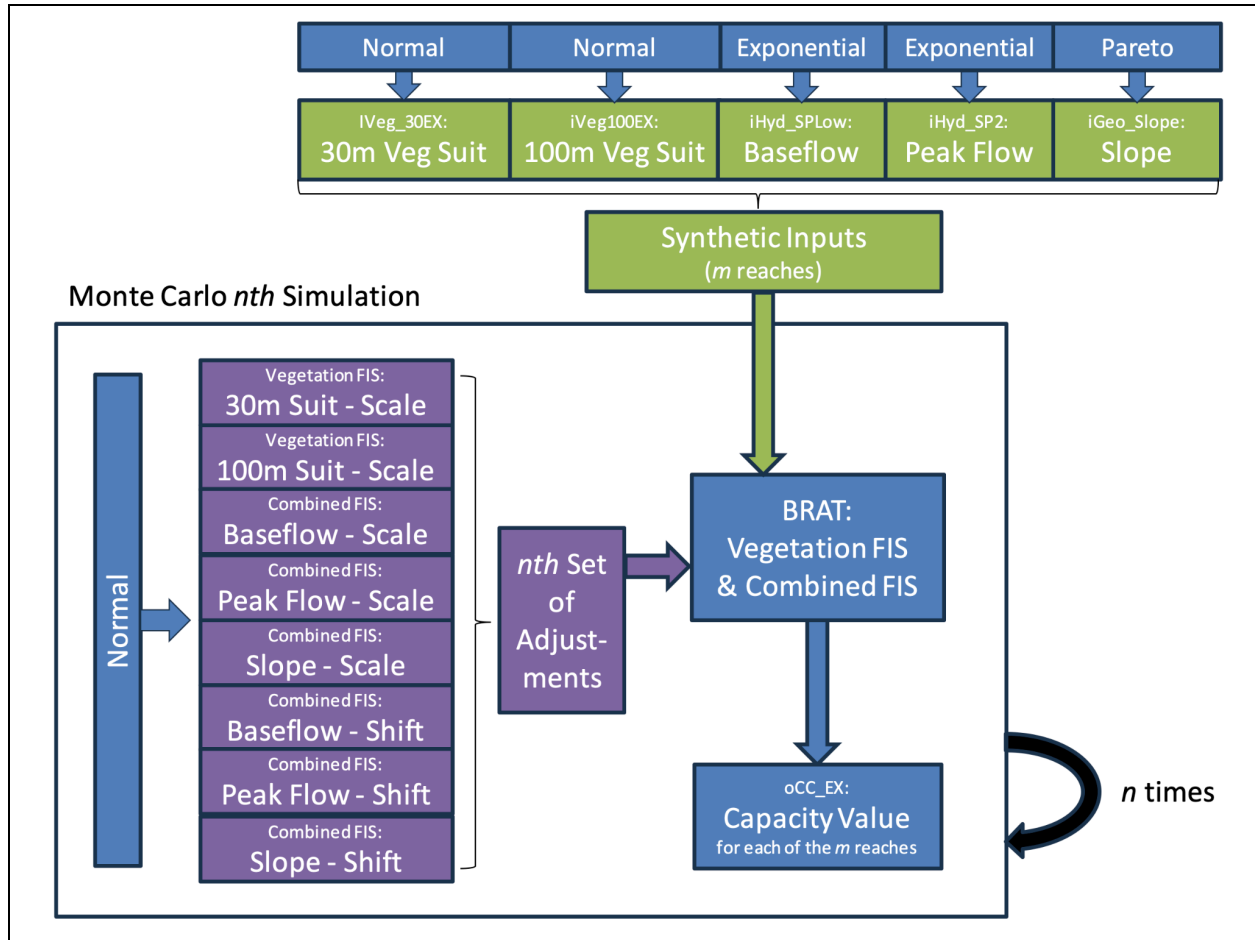 Normal
Normal
Exponential
Exponential
Pareto
IVeg_30EX:
30m Veg Suit
iVeg100EX:
100m Veg Suit
iHyd_SPLow:
Baseflow
iHyd_SP2:
Peak Flow
iGeo_Slope:
Slope
Synthetic Inputs
(m reaches)
Monte Carlo nth Simulation
Normal
Vegetation FIS:
30m Suit - Scale
Vegetation FIS:
100m Suit - Scale
Combined FIS:
Baseflow - Scale
Combined FIS:
Peak Flow - Scale
Combined FIS:
Slope - Scale
Combined FIS:
Baseflow - Shift
Combined FIS:
Peak Flow - Shift
Combined FIS:
Slope - Shift
nth Set
of
Adjust-
ments
BRAT:
Vegetation FIS
& Combined FIS
oCC_EX:
Capacity Value
for each of the m reaches
n times